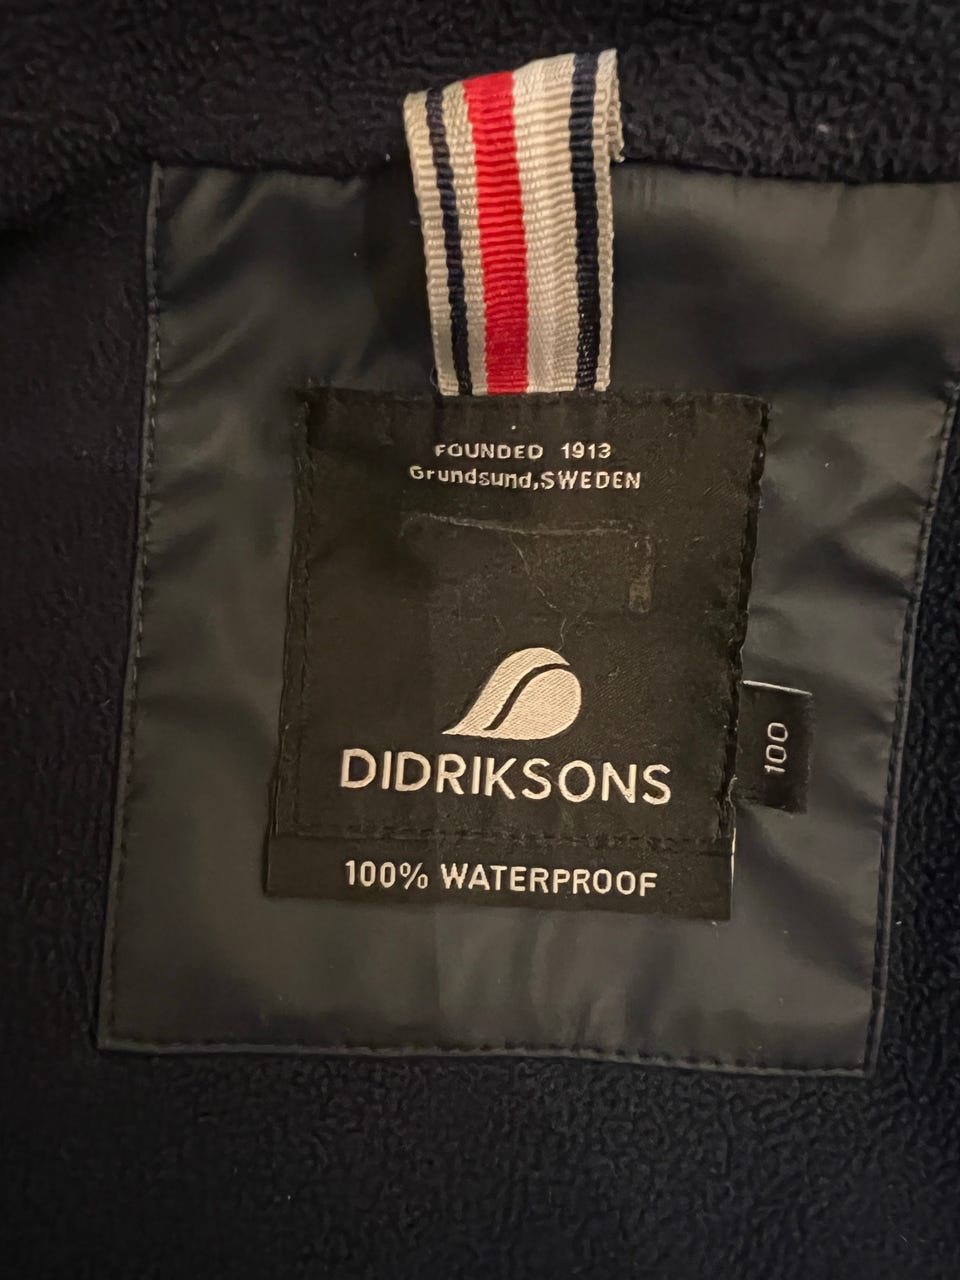 FOUNDED 1913
Grundsund,SWEDEN
DIDRIKSONS
100
100% WATERPROOF